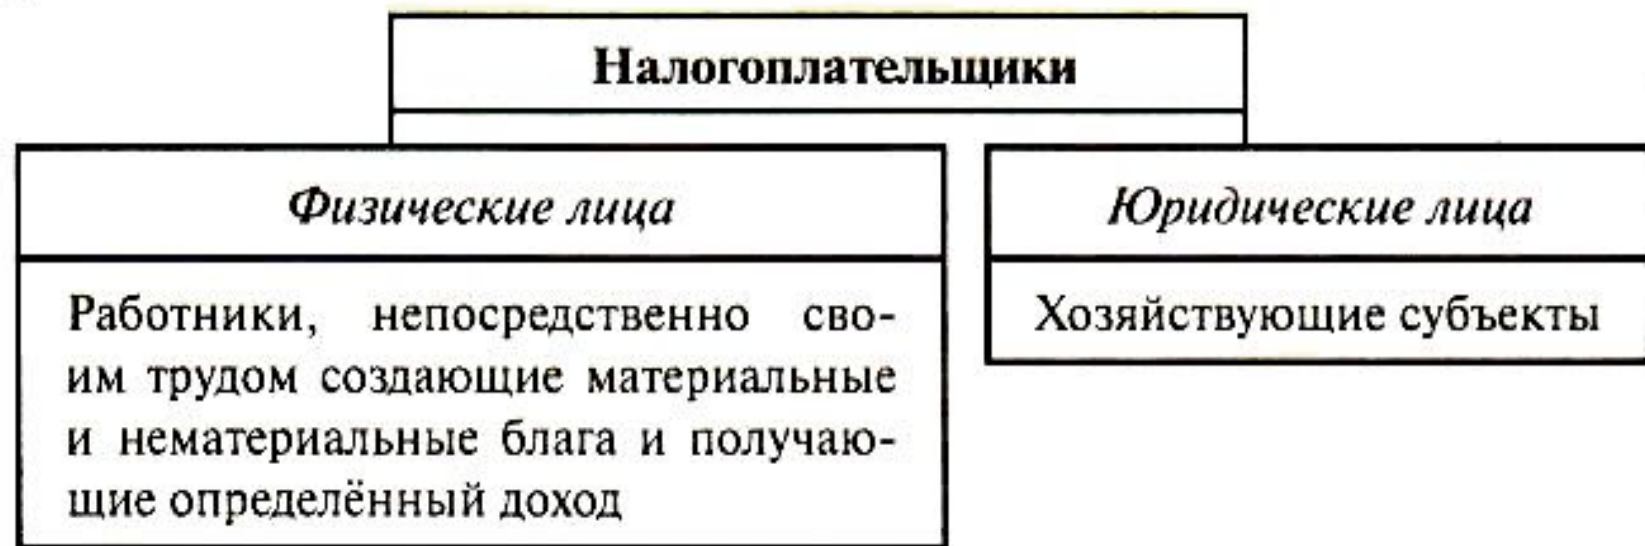 Налогоплательщики
Физические лица
Работники, непосредственно сво-
им трудом создающие материальные
и нематериальные блага и получаю-
щие определённый доход
Юридические лица
Хозяйствующие субъекты